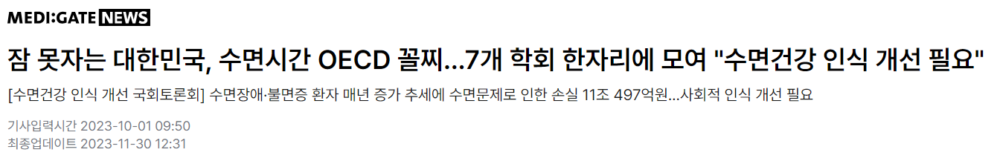 MEDI:GATE NEWS
잠 못자는 대한민국, 수면시간 OECD 꼴찌...7개 학회 한자리에 모여 "수면건강 인식 개선 필요"
[수면건강 인식 개선 국회토론회] 수면장애·불면증 환자 매년 증가 추세에 수면문제로 인한 손실 11조 497억원...사회적 인식 개선 필요
기사입력시간 2023-10-01 09:50
최종업데이트 2023-11-30 12:31